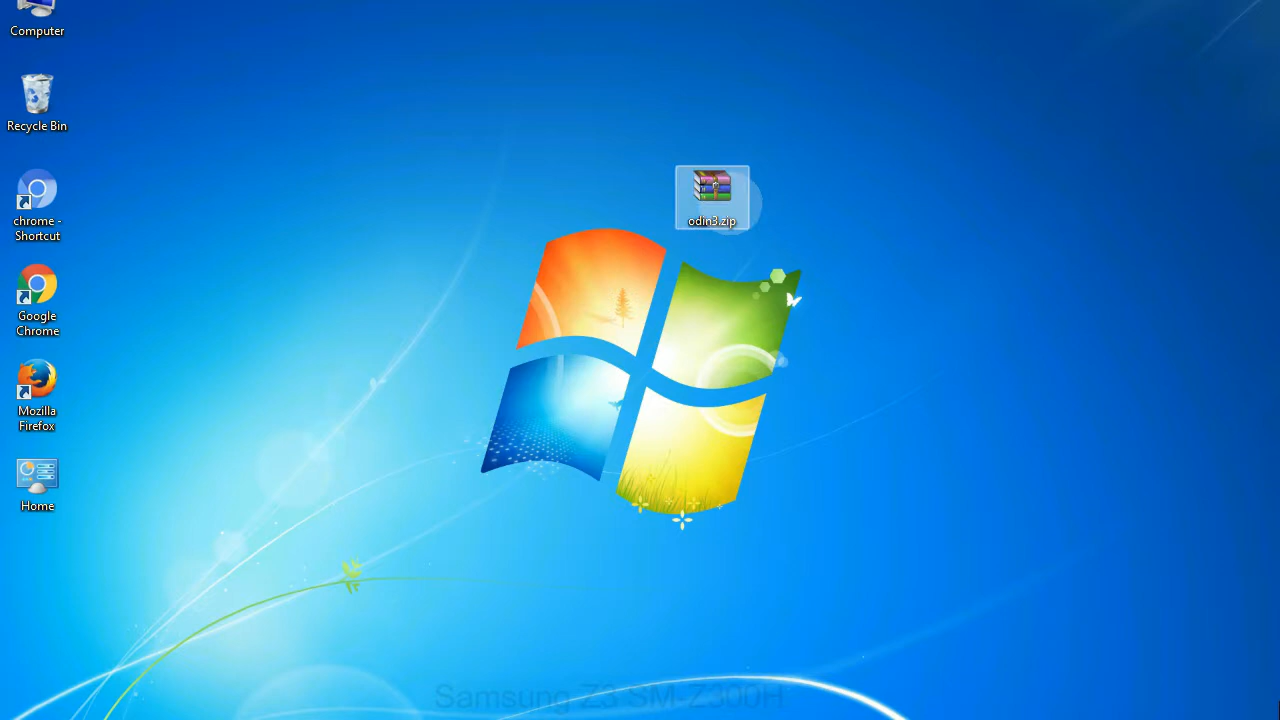 Computer
Recycle Bin
chrome -
Shortcut
Google
Chrome
Mozilla
Firefox
Home
odin3.zip
Samsung Z3 SM-Z300H